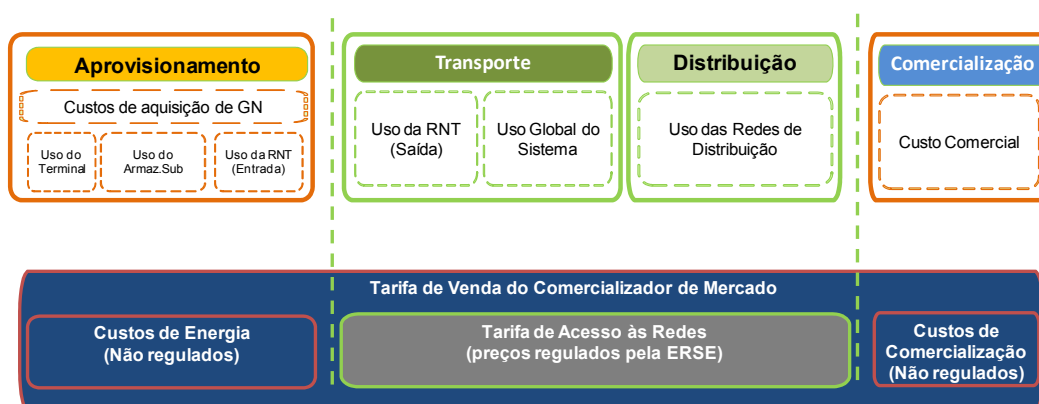 Aprovisionamento
Custos de aquisição de GN
Uso do
Terminal
Uso do
Armaz.Sub
Uso da RNT
(Entrada)
Transporte
Uso da RNT
(Saída)
Uso Global do
Sistema
Distribuição
Uso das Redes de
Distribuição
Comercialização
Custo Comercial
Tarifa de Venda do Comercializador de Mercado
Custos de Energia
(Não regulados)
Tarifa de Acesso às Redes
(preços regulados pela ERSE)
Custos de
Comercialização
(Não regulados)